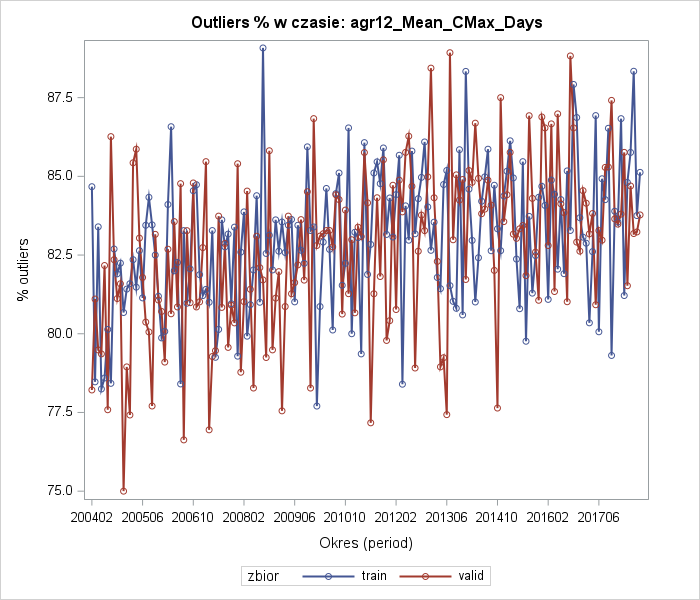 Outliers % w czasie: agr12_Mean_CMax_Days
% outliers
87.5
85.0
82.5
80.0
77.5
75.0
200402 200506 200610 200802 200906 201010 201202 201306 201410 201602 201706
Okres (period)
zbior train valid